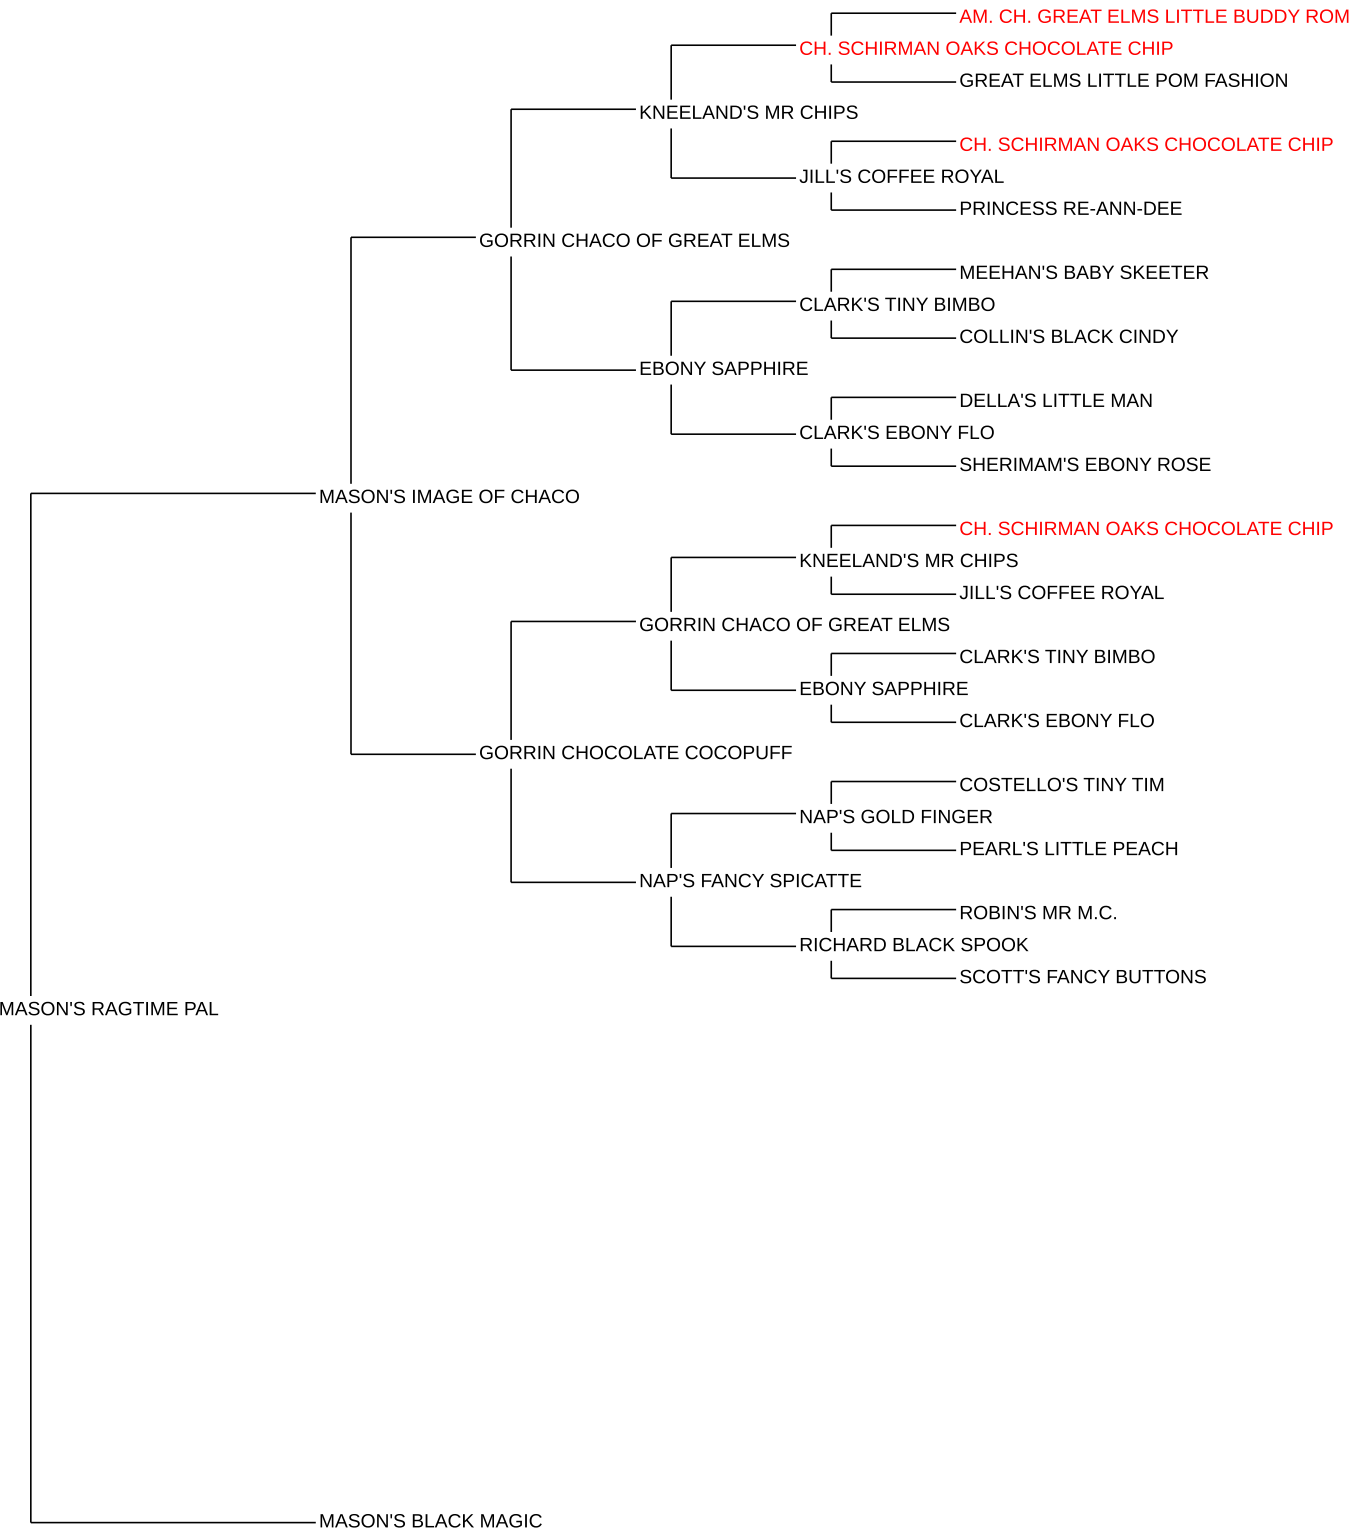 AM. CH. GREAT ELMS LITTLE BUDDY ROM
CH. SCHIRMAN OAKS CHOCOLATE CHIP
GREAT ELMS LITTLE POM FASHION
KNEELAND'S MR CHIPS
CH. SCHIRMAN OAKS CHOCOLATE CHIP
JILL'S COFFEE ROYAL
PRINCESS RE-ANN-DEE
GORRIN CHACO OF GREAT ELMS
MEEHAN'S BABY SKEETER
CLARK'S TINY BIMBO
COLLIN'S BLACK CINDY
EBONY SAPPHIRE
DELLA'S LITTLE MAN
CLARK'S EBONY FLO
SHERIMAM'S EBONY ROSE
MASON'S IMAGE OF CHACO
CH. SCHIRMAN OAKS CHOCOLATE CHIP
KNEELAND'S MR CHIPS
JILL'S COFFEE ROYAL
GORRIN CHACO OF GREAT ELMS
CLARK'S TINY BIMBO
EBONY SAPPHIRE
CLARK'S EBONY FLO
GORRIN CHOCOLATE COCOPUFF
COSTELLO'S TINY TIM
NAP'S GOLD FINGER
PEARL'S LITTLE PEACH
NAP'S FANCY SPICATTE
ROBIN'S MR M.C.
RICHARD BLACK SPOOK
SCOTT'S FANCY BUTTONS
MASON'S RAGTIME PAL
MASON'S BLACK MAGIC